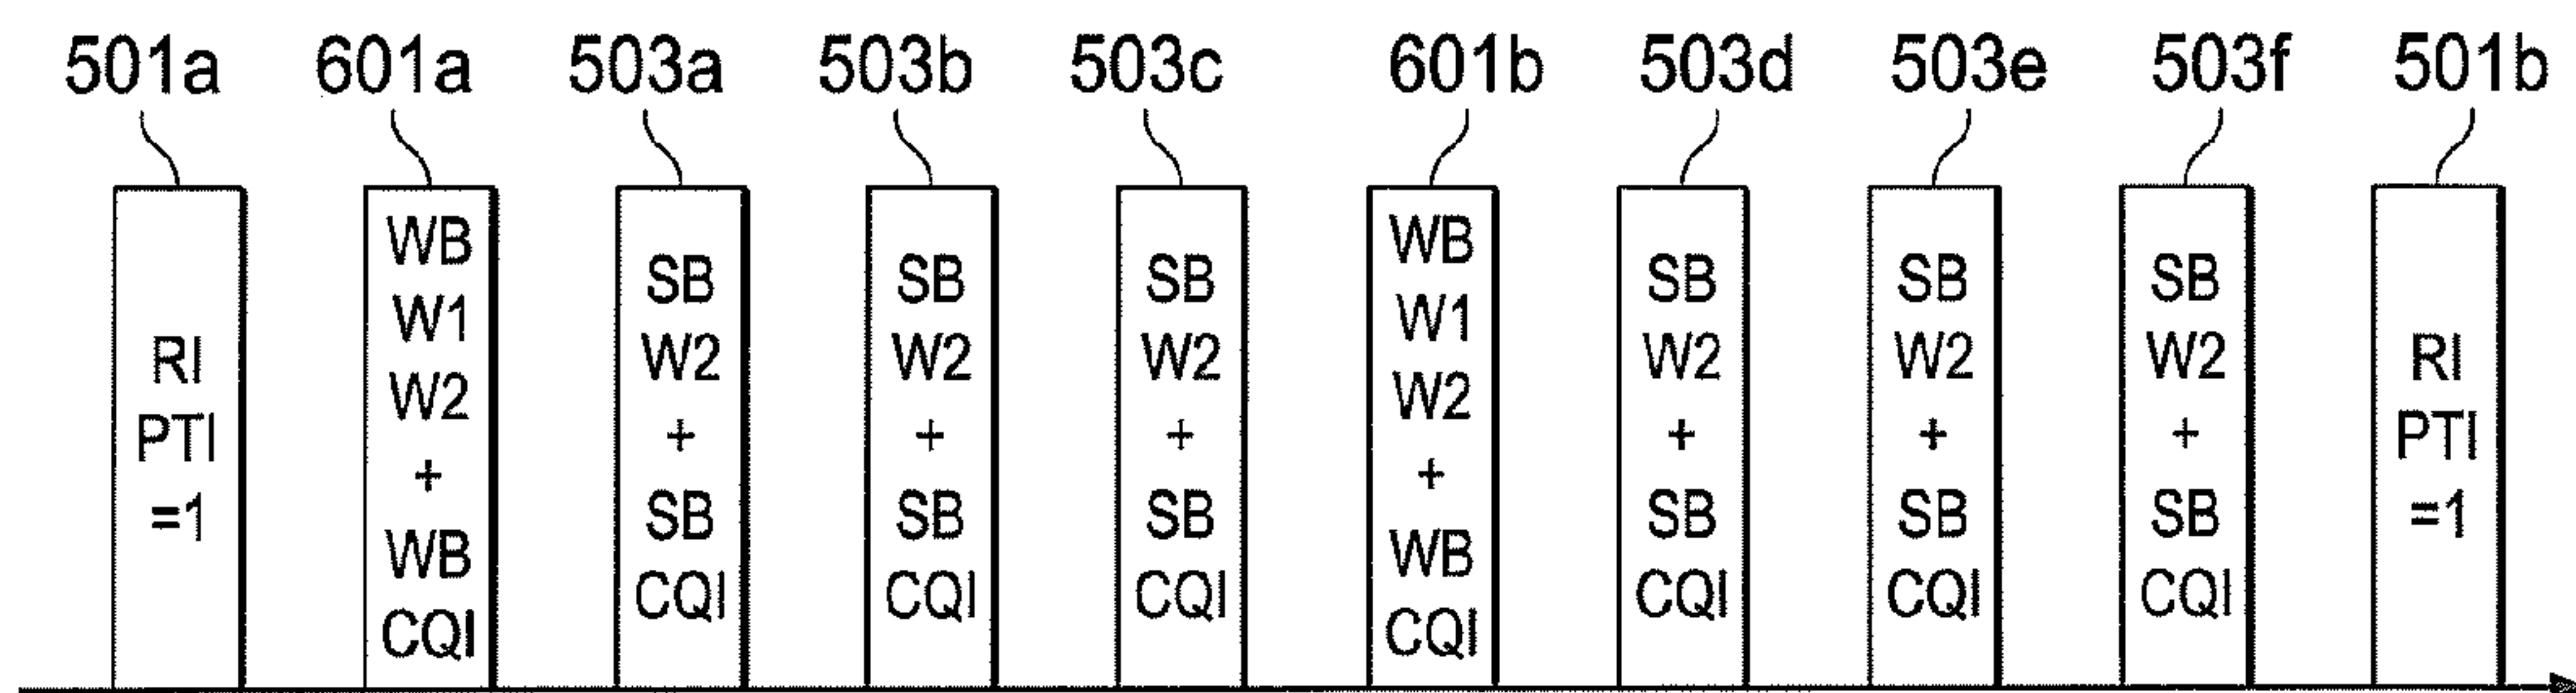 501a 601a 503a 503b 503c 601b 503d 503e 503f 501b
RI
PTI
=1
WB
W1
W2
+
WB
CQI
SB
W2
+
SB
CQI
SB
W2
+
SB
CQI
SB
W2
+
SB
CQI
WB
W1
W2
+
WB
CQI
SB
W2
+
SB
CQI
SB
W2
+
SB
CQI
SB
W2
+
SB
CQI
RI
PTI
=1